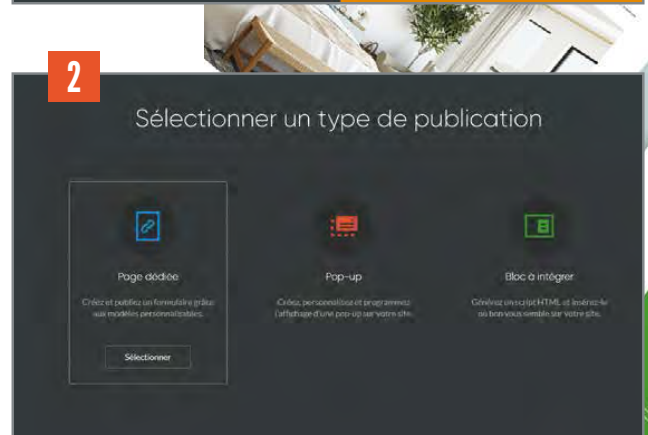 2
Sélectionner un type de publication
Page dédiée
Créez et publiez un formulaire grâce
aux modèles personnalisables.
Sélectionner
Pop-up
Créez, personnalisez et programmez
l'affichage d'une pop-up sur votre site.
Bloc à intégrer
Générez un script HTML et insérez-le
où bon vous semble sur votre site.